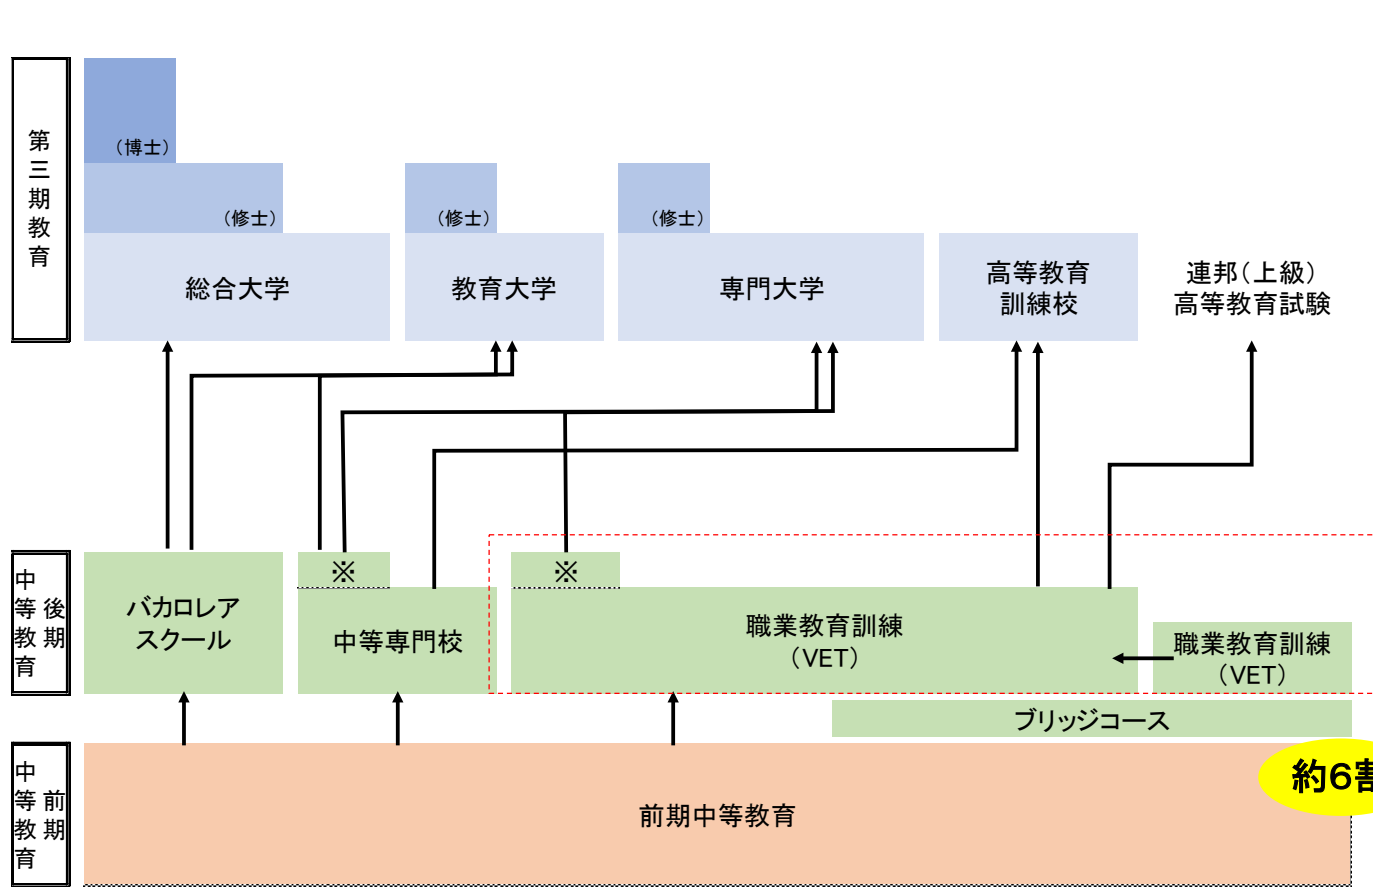 第三期教育
（博士）
（修士）
（修士）
（修士）
総合大学
教育大学
専門大学
高等教育
訓練校
連邦（上級）
高等教育試験
後期
中等教育
バカロレア
スクール
※
中等専門校
※
職業教育訓練
（VET）
職業教育訓練
（VET）
ブリッジコース
前期
中等教育
前期中等教育
約6割